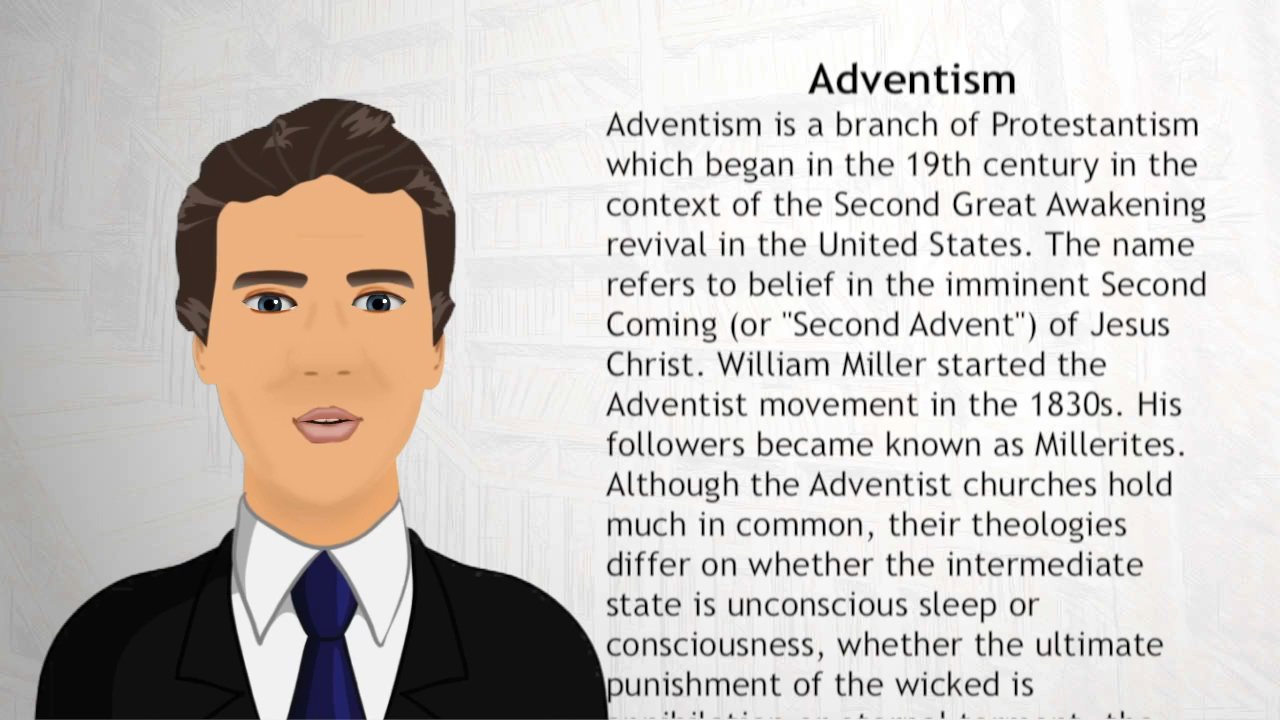 Adventism
Adventism is a branch of Protestantism
which began in the 19th century in the
context of the Second Great Awakening
revival in the United States. The name
refers to belief in the imminent Second
Coming (or "Second Advent") of Jesus
Christ. William Miller started the
Adventist movement in the 1830s. His
followers became known as Millerites.
Although the Adventist churches hold
much in common, their theologies
differ on whether the intermediate
state is unconscious sleep or
consciousness, whether the ultimate
punishment of the wicked is